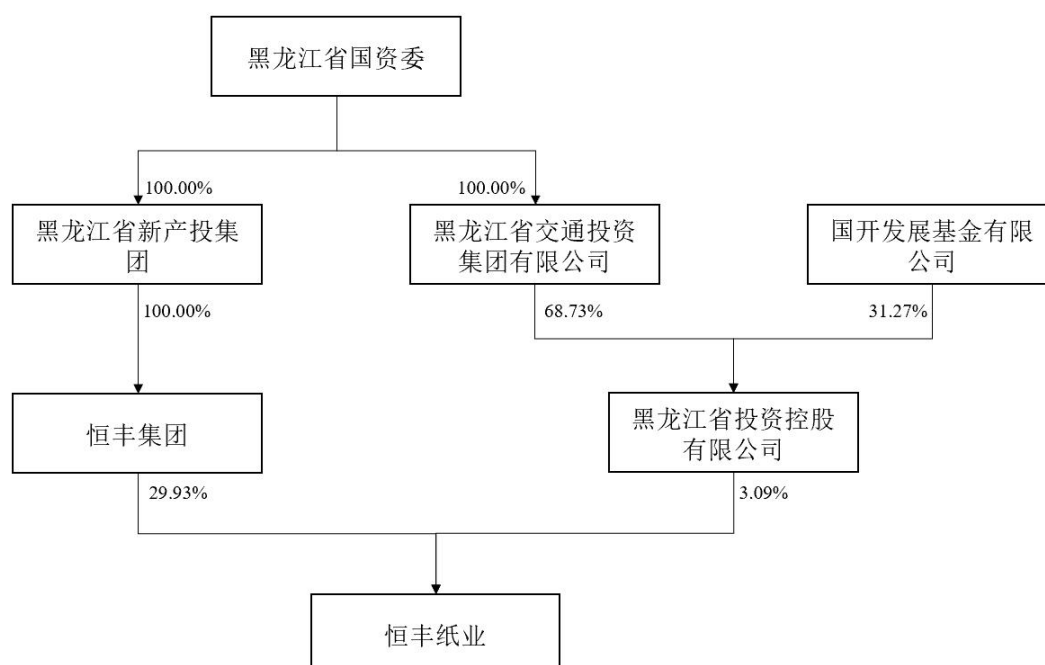 黑龙江省国资委
100.00%
100.00%
黑龙江省新产投集
团
黑龙江省交通投资
集团有限公司
国开发展基金有限
公司
100.00%
68.73%
31.27%
恒丰集团
黑龙江省投资控股
有限公司
29.93%
3.09%
恒丰纸业